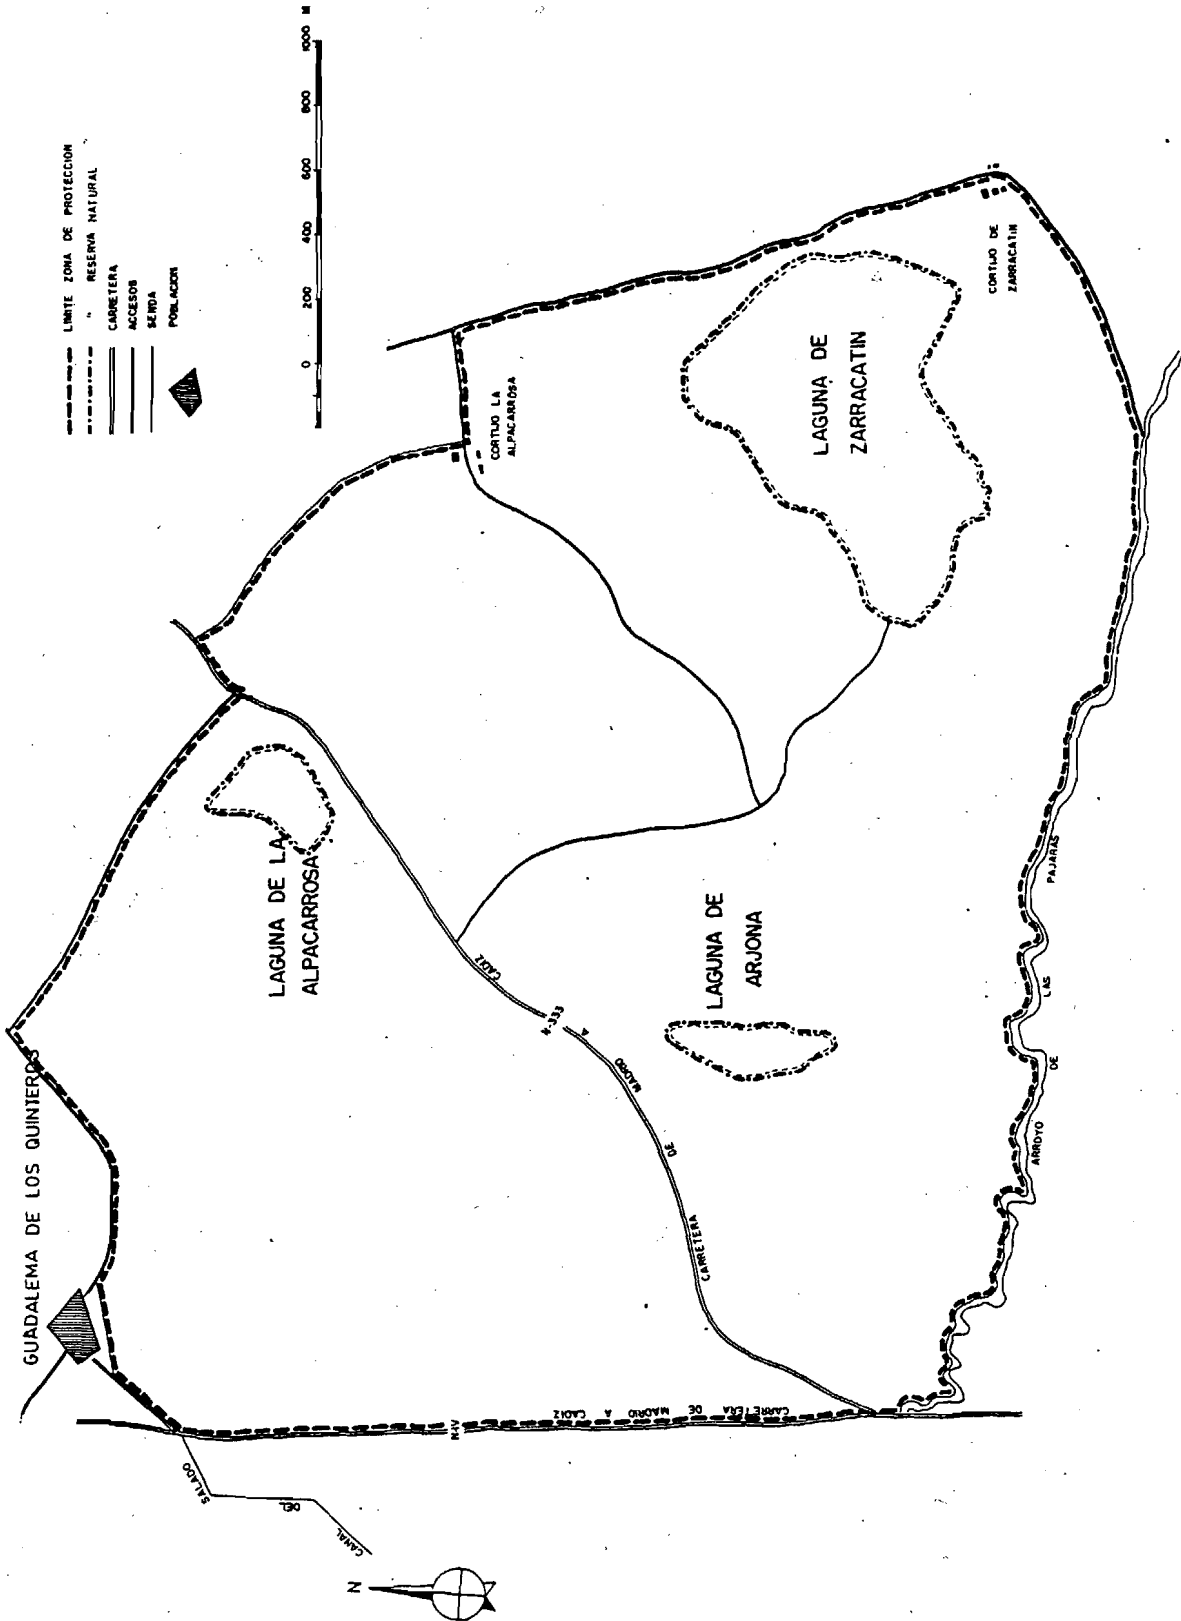 LIMITE ZONA DE PROTECCION
" RESERVA NATURAL
CARRETERA
ACCESOS
SENDA
POBLACION
0 200 400 600 800 1000 M
GUADALEMA DE LOS QUINTEROS
LAGUNA DE LA
ALPACARROSA
CORTIJO LA
ALPACARROSA
LAGUNA DE
ZARRACATIN
CORTIJO DE
ZARRACATIN
LAGUNA DE
ARJONA
CARRETERA DE MADRID A CADIZ
N-333
CARRETERA DE MADRID A CADIZ
N-IV
CANAL DEL SALADO
ARROYO DE LAS PAJARAS
N